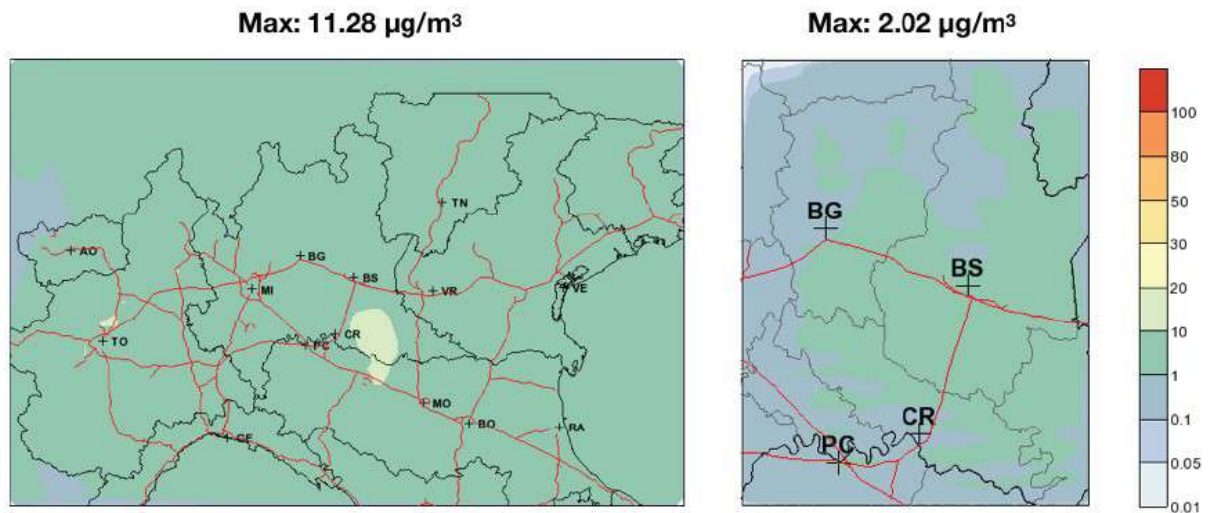 Max: 11.28 µg/m³
Max: 2.02 µg/m³
TN
AO
BG
BS
MI
VR
VE
TO
CR
PC
MO
BO
RA
GE
BG
BS
CR
PC
100
80
50
30
20
10
1
0.1
0.05
0.01